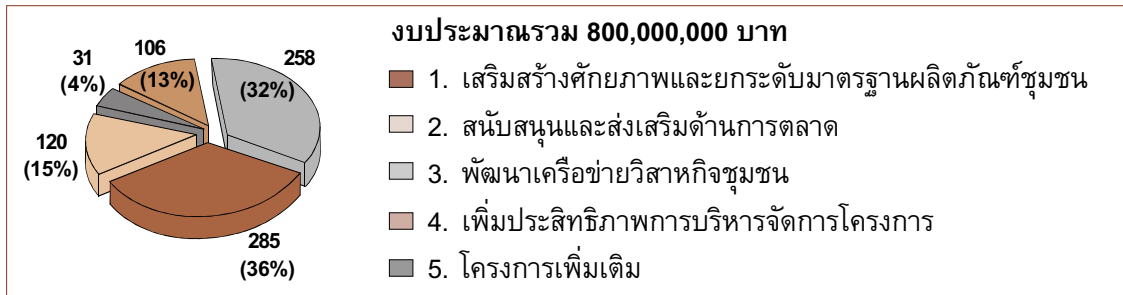 งบประมาณรวม 800,000,000 บาท
31
(4%)
106
(13%)
258
(32%)
120
(15%)
285
(36%)
1. เสริมสร้างศักยภาพและยกระดับมาตรฐานผลิตภัณฑ์ชุมชน
2. สนับสนุนและส่งเสริมด้านการตลาด
3. พัฒนาเครือข่ายวิสาหกิจชุมชน
4. เพิ่มประสิทธิภาพการบริหารจัดการโครงการ
5. โครงการเพิ่มเติม